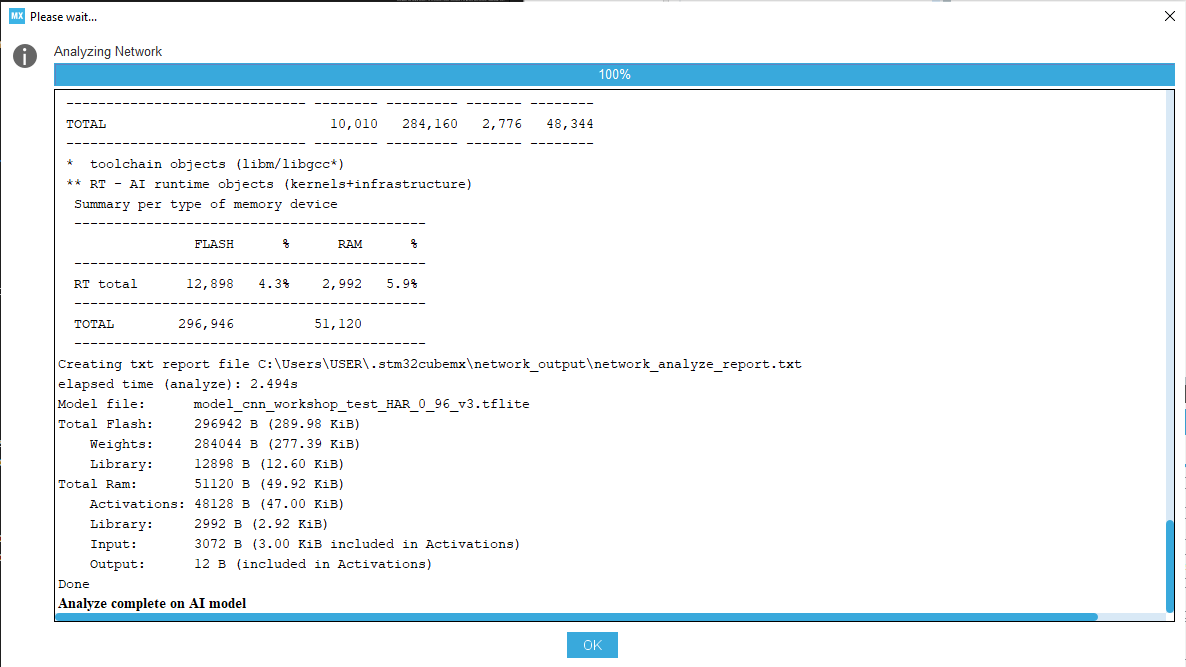 MX Please wait...
Analyzing Network
100%
------------------------------ -------- --------- ------- --------
TOTAL                            10,010   284,160   2,776   48,344
------------------------------ -------- --------- ------- --------
*  toolchain objects (libm/libgcc*)
** RT - AI runtime objects (kernels+infrastructure)
Summary per type of memory device
--------------------------------------------
               FLASH      %      RAM      %
--------------------------------------------
RT total      12,898   4.3%    2,992   5.9%
--------------------------------------------
TOTAL        296,946          51,120
--------------------------------------------
Creating txt report file C:\Users\USER\.stm32cubemx\network_output\network_analyze_report.txt
elapsed time (analyze): 2.494s
Model file:      model_cnn_workshop_test_HAR_0_96_v3.tflite
Total Flash:     296942 B (289.98 KiB)
    Weights:     284044 B (277.39 KiB)
    Library:     12898 B (12.60 KiB)
Total Ram:       51120 B (49.92 KiB)
    Activations: 48128 B (47.00 KiB)
    Library:     2992 B (2.92 KiB)
    Input:       3072 B (3.00 KiB included in Activations)
    Output:      12 B (included in Activations)
Done
Analyze complete on AI model
OK